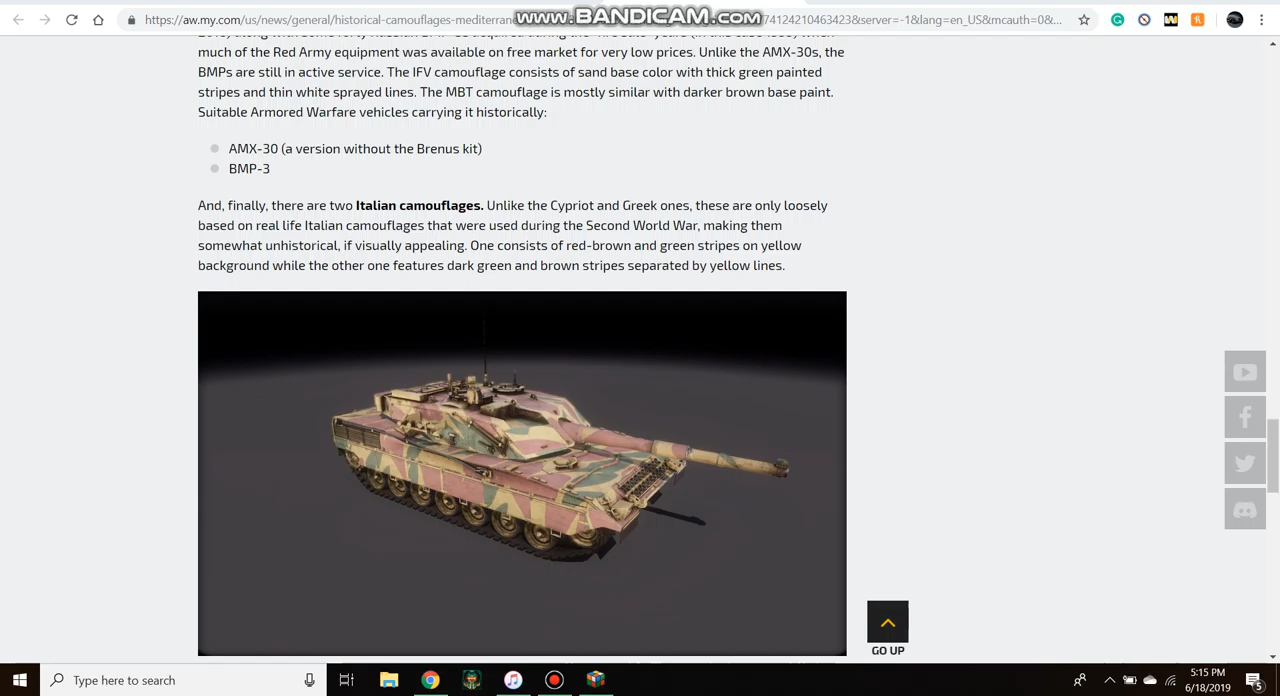 https://aw.my.com/us/news/general/historical-camouflages-mediterrane
www.BANDICAM.com
74124210463423&server=-1&lang=en_US&mcauth=0&...
much of the Red Army equipment was available on free market for very low prices. Unlike the AMX-30s, the
BMPs are still in active service. The IFV camouflage consists of sand base color with thick green painted
stripes and thin white sprayed lines. The MBT camouflage is mostly similar with darker brown base paint.
Suitable Armored Warfare vehicles carrying it historically:
AMX-30 (a version without the Brenus kit)
BMP-3
And, finally, there are two Italian camouflages. Unlike the Cypriot and Greek ones, these are only loosely
based on real life Italian camouflages that were used during the Second World War, making them
somewhat unhistorical, if visually appealing. One consists of red-brown and green stripes on yellow
background while the other one features dark green and brown stripes separated by yellow lines.
GO UP
Type here to search
5:15 PM
6/18/2019
5